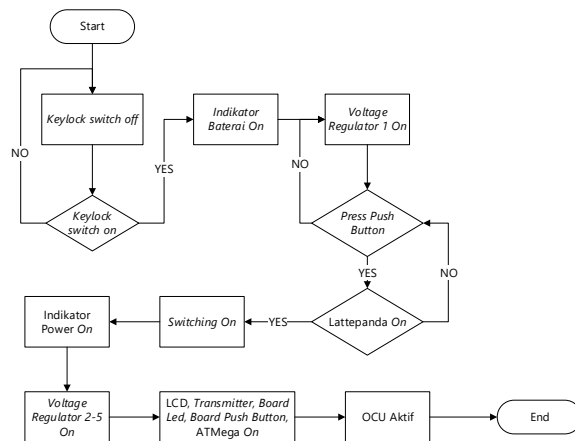 Start
Keylock switch off
NO
Keylock
switch on
YES
Indikator
Baterai On
Voltage
Regulator 1 On
NO
Press Push
Button
YES
NO
Lattepanda On
YES
Switching On
Indikator
Power On
Voltage
Regulator 2-5
On
LCD, Transmitter, Board
Led, Board Push Button,
ATMega On
OCU Aktif
End